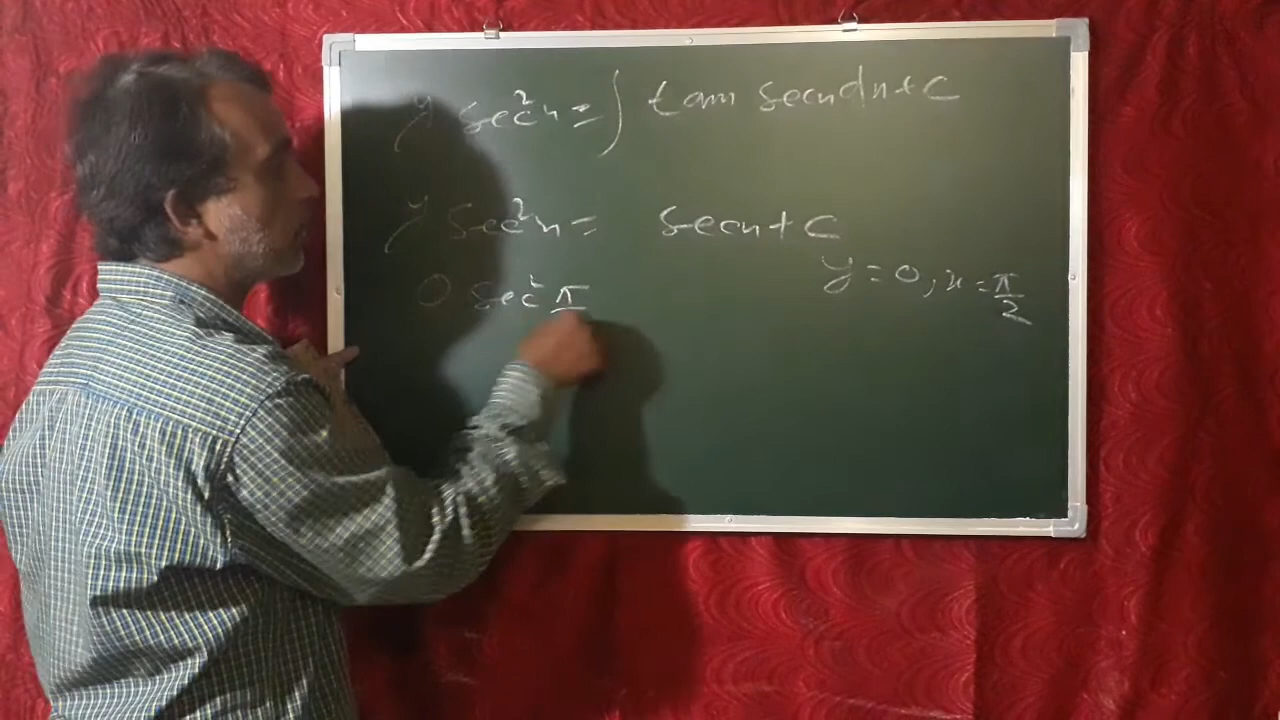 y sec²x = ∫ tanx secx dx + c
y sec²x = secx + c
y = 0, x = π/2
0 sec² π